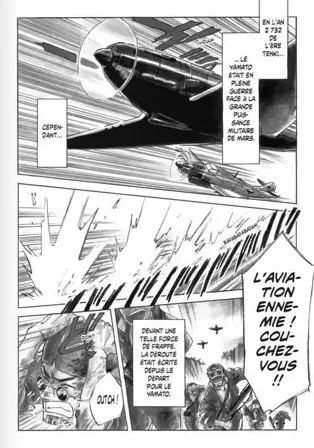 EN L'AN
2 732
DE
L'ÈRE
TENKI...
... LE
YAMATO
ÉTAIT EN
PLEINE
GUERRE
FACE À LA
GRANDE
PUIS-
SANCE
MILITAIRE
DE MARS.
CEPEN-
DANT...
L'AVIA-
TION
ENNE-
MIE !
COU-
CHEZ-
VOUS !!
DEVANT UNE
TELLE FORCE
DE FRAPPE,
LA DÉROUTE
ÉTAIT ÉCRITE
DEPUIS LE
DÉPART
POUR LE
YAMATO.
OUTCH !